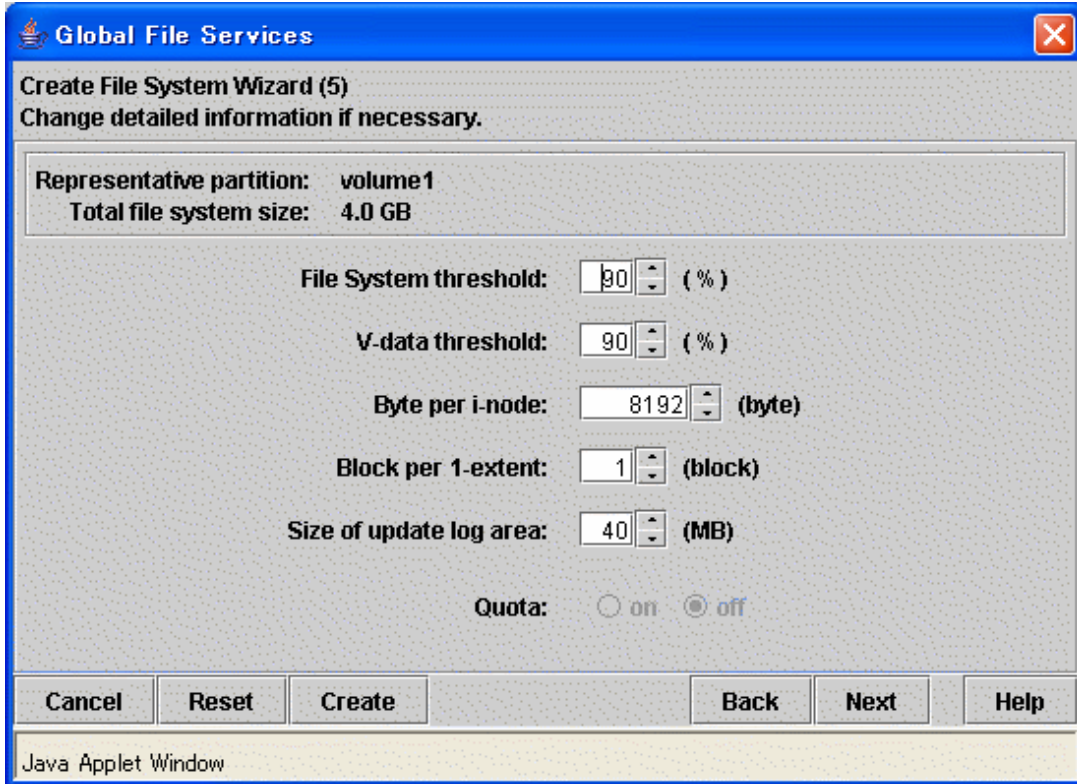 Global File Services
Create File System Wizard (5)
Change detailed information if necessary.
Representative partition: volume1
Total file system size: 4.0 GB
File System threshold: 90 ( % )
V-data threshold: 90 ( % )
Byte per i-node: 8192 (byte)
Block per 1-extent: 1 (block)
Size of update log area: 40 (MB)
Quota: on off
Cancel Reset Create Back Next Help
Java Applet Window